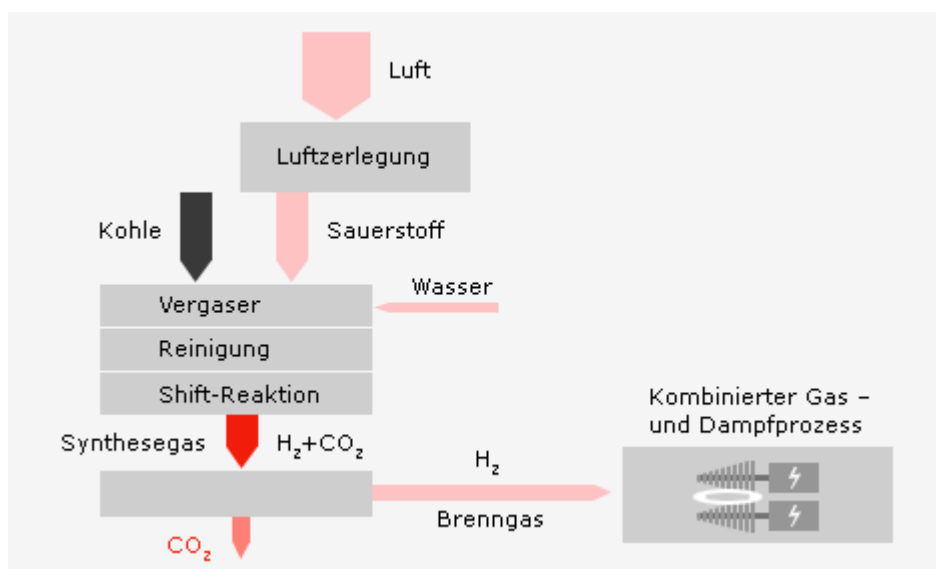 Luft
Luftzerlegung
Kohle
Sauerstoff
Wasser
Vergaser
Reinigung
Shift-Reaktion
Kombinierter Gas –
und Dampfprozess
Synthesegas
H₂+CO₂
H₂
Brenngas
CO₂